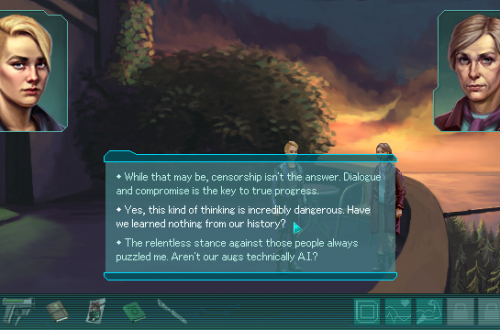 ✦ While that may be, censorship isn't the answer. Dialogue
and compromise is the key to true progress.
✦ Yes, this kind of thinking is incredibly dangerous. Have
we learned nothing from our history?
✦ The relentless stance against those people always
puzzled me. Aren't our augs technically A.I.?